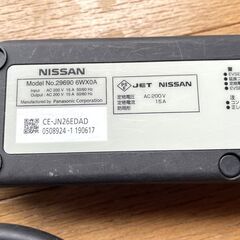 NISSAN
Model No.29690 6WX0A
Input : AC 200 V 15 A 50/60 Hz
Output : AC 200 V 15 A 50/60 Hz
Manufactured by Panasonic Corporation
CE-JN26EDAD
0508924 -1 190617
JET NISSAN
定格電圧 AC 200V
定格電流 15A